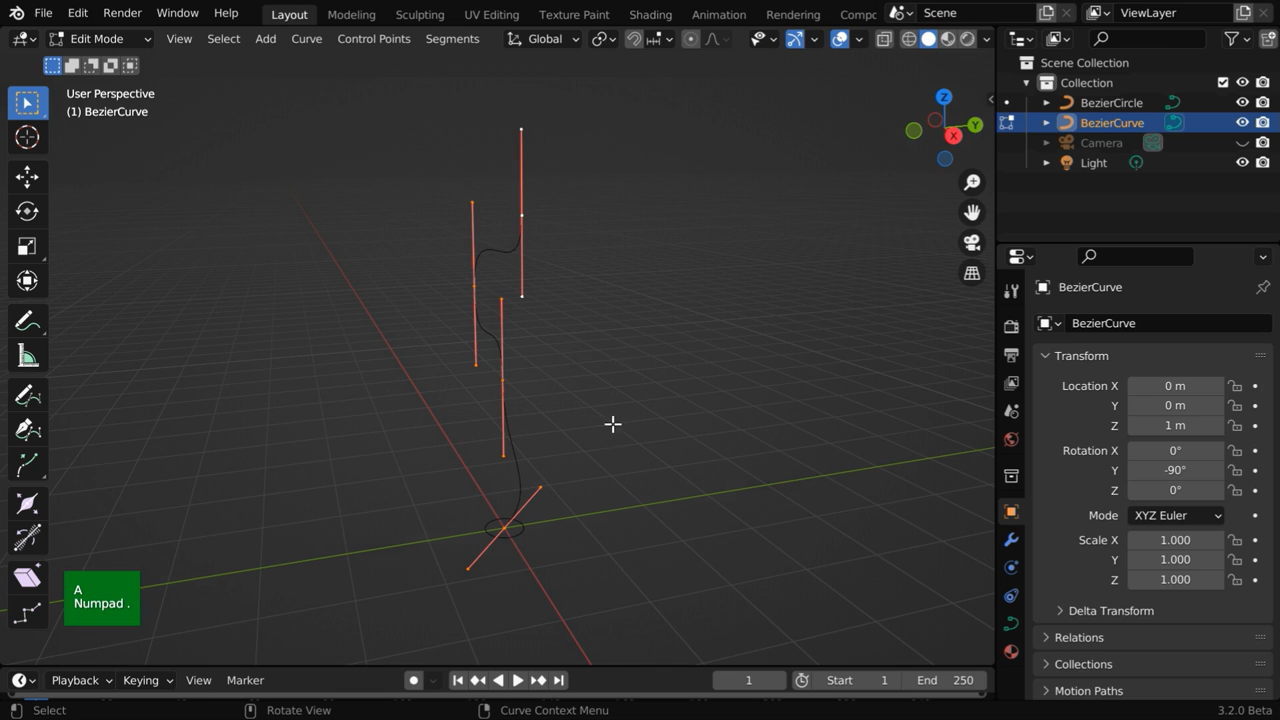 File Edit Render Window Help Layout Modeling Sculpting UV Editing Texture Paint Shading Animation Rendering Compo Scene ViewLayer
Edit Mode View Select Add Curve Control Points Segments Global
User Perspective
(1) BezierCurve
Z
Y
X
A
Numpad .
Scene Collection
Collection
BezierCircle
BezierCurve
Camera
Light
BezierCurve
BezierCurve
Transform
Location X 0 m
Y 0 m
Z 1 m
Rotation X 0°
Y -90°
Z 0°
Mode XYZ Euler
Scale X 1.000
Y 1.000
Z 1.000
Delta Transform
Relations
Collections
Motion Paths
Playback Keying View Marker 1 Start 1 End 250
Select Rotate View Curve Context Menu 3.2.0 Beta